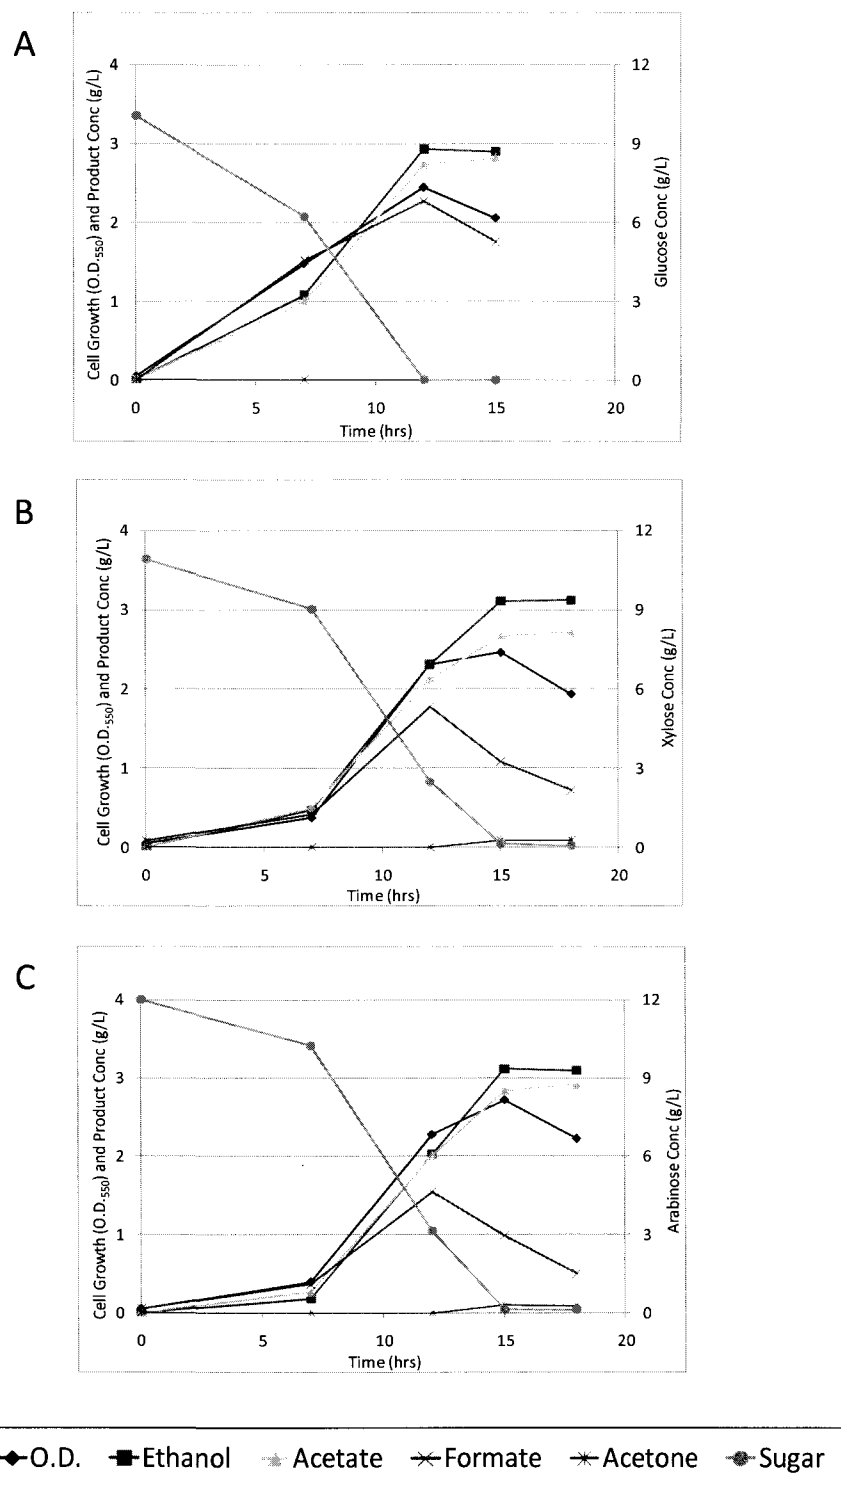 A
Cell Growth (O.D.550) and Product Conc (g/L)
4
3
2
1
0
12
9
6
3
0
Glucose Conc (g/L)
0 5 10 15 20
Time (hrs)
B
Cell Growth (O.D.550) and Product Conc (g/L)
4
3
2
1
0
12
9
6
3
0
Xylose Conc (g/L)
0 5 10 15 20
Time (hrs)
C
Cell Growth (O.D.550) and Product Conc (g/L)
4
3
2
1
0
12
9
6
3
0
Arabinose Conc (g/L)
0 5 10 15 20
Time (hrs)
O.D. Ethanol Acetate Formate Acetone Sugar